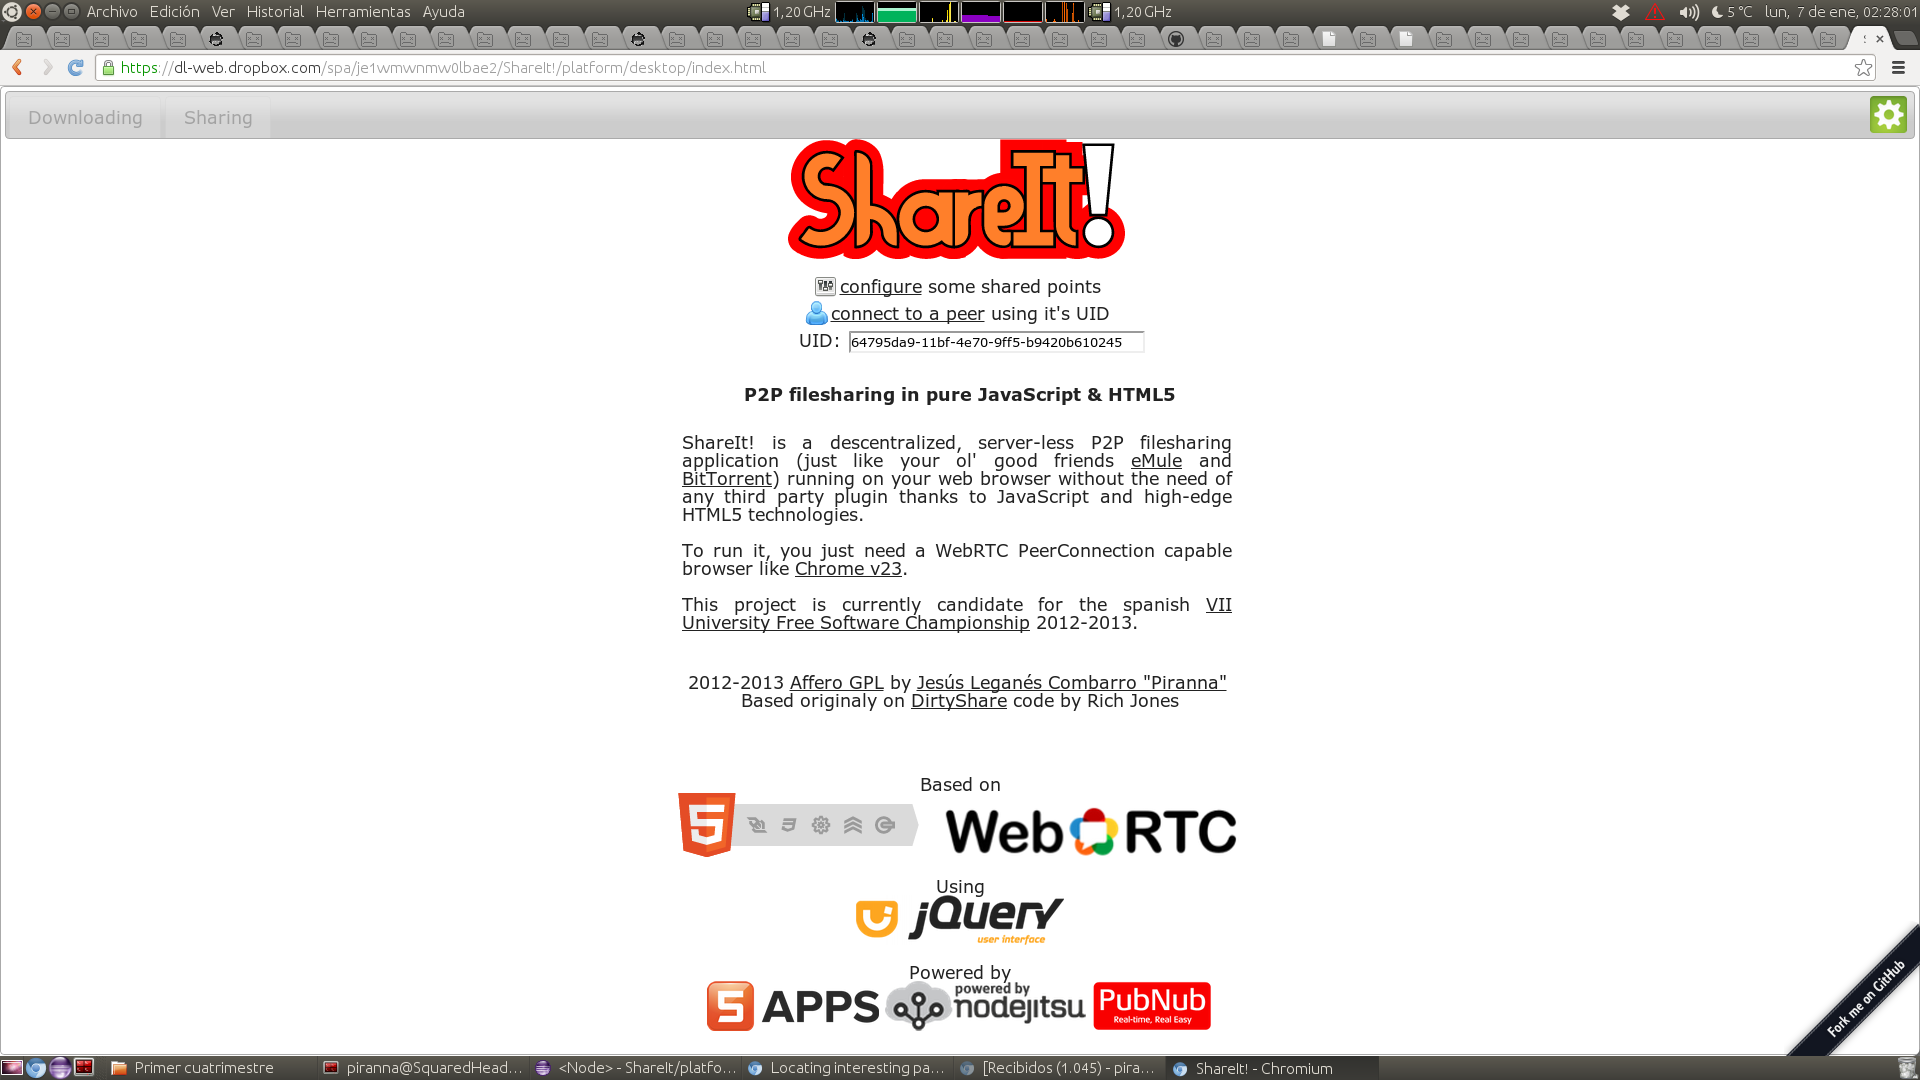 Archivo Edición Ver Historial Herramientas Ayuda 1,20 GHz 1,20 GHz 5 °C lun, 7 de ene, 02:28:01
https://dl-web.dropbox.com/spa/je1wmwnmw0lbae2/ShareIt!/platform/desktop/index.html
Downloading Sharing
ShareIt!
configure some shared points
connect to a peer using it's UID
UID: 64795da9-11bf-4e70-9ff5-b9420b610245
P2P filesharing in pure JavaScript & HTML5
ShareIt! is a descentralized, server-less P2P filesharing
application (just like your ol' good friends eMule and
BitTorrent) running on your web browser without the need of
any third party plugin thanks to JavaScript and high-edge
HTML5 technologies.
To run it, you just need a WebRTC PeerConnection capable
browser like Chrome v23.
This project is currently candidate for the spanish VII
University Free Software Championship 2012-2013.
2012-2013 Affero GPL by Jesús Leganés Combarro "Piranna"
Based originaly on DirtyShare code by Rich Jones
Based on
5
Web RTC
Using
jQuery
user interface
Powered by
5 APPS
powered by
nodejitsu
PubNub
Real-time, Real Easy
Fork me on GitHub
Primer cuatrimestre piranna@SquaredHead... <Node> - ShareIt/platfo... Locating interesting pa... [Recibidos (1.045) - pira... ShareIt! - Chromium